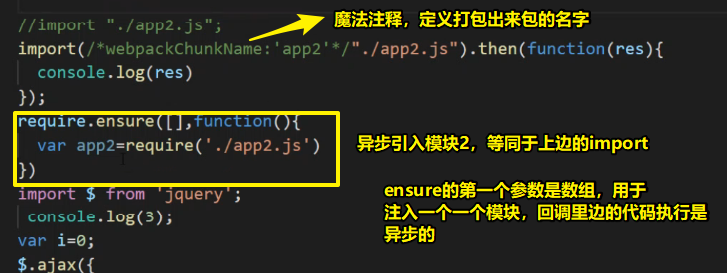 //import "./app2.js";
魔法注释，定义打包出来包的名字
import(/*webpackChunkName:'app2'*/"./app2.js").then(function(res){
console.log(res)
});
require.ensure([],function(){
var app2=require('./app2.js')
})
异步引入模块2，等同于上边的import
ensure的第一个参数是数组，用于
注入一个一个模块，回调里边的代码执行是
异步的
import $ from 'jquery';
console.log(3);
var i=0;
$.ajax({